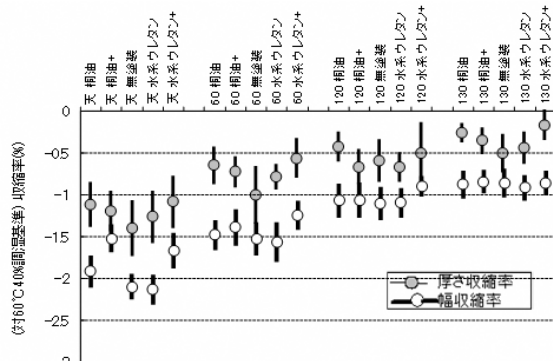 天 桐油
天 桐油+
天 無塗装
天 水系ウレタン
天 水系ウレタン+
60 桐油
60 桐油+
60 無塗装
60 水系ウレタン
60 水系ウレタン+
120 桐油
120 桐油+
120 無塗装
120 水系ウレタン
120 水系ウレタン+
130 桐油
130 桐油+
130 無塗装
130 水系ウレタン
130 水系ウレタン+
(対60℃40%調湿基準) 収縮率(%)
0
-0.5
-1
-1.5
-2
-2.5
厚さ収縮率
幅収縮率